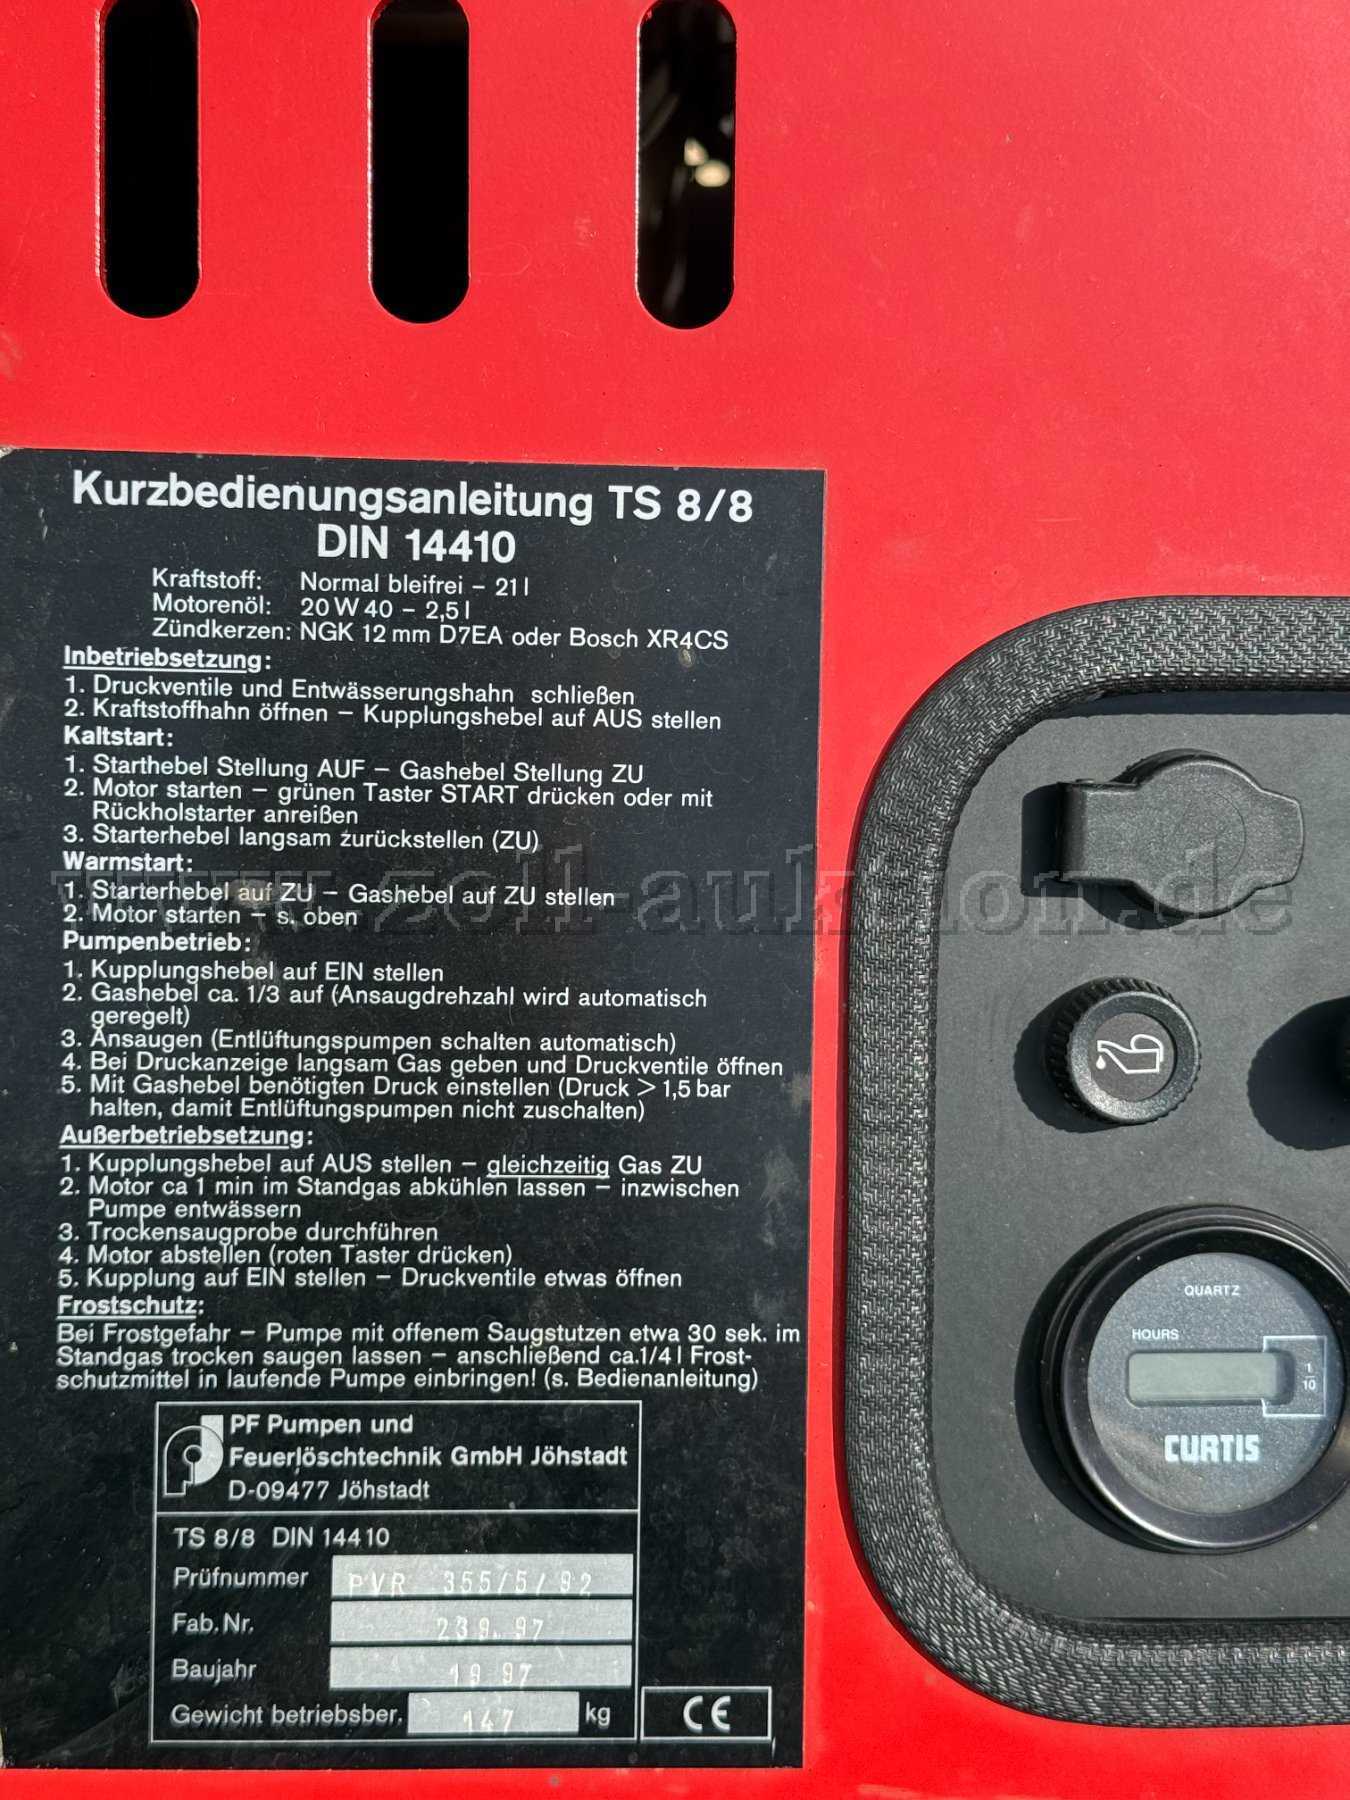 Kurzbedienungsanleitung TS 8/8
DIN 14410
Kraftstoff: Normal bleifrei – 21 l
Motorenöl: 20 W 40 – 2,5 l
Zündkerzen: NGK 12 mm D7EA oder Bosch XR4CS
Inbetriebsetzung:
1. Druckventile und Entwässerungshahn schließen
2. Kraftstoffhahn öffnen – Kupplungshebel auf AUS stellen
Kaltstart:
1. Starthebel Stellung AUF – Gashebel Stellung ZU
2. Motor starten – grünen Taster START drücken oder mit
Rückholstarter anreißen
3. Starterhebel langsam zurückstellen (ZU)
Warmstart:
1. Starterhebel auf ZU – Gashebel auf ZU stellen
2. Motor starten – s. oben
www.zoll-auktion.de
Pumpenbetrieb:
1. Kupplungshebel auf EIN stellen
2. Gashebel ca. 1/3 auf (Ansaugdrehzahl wird automatisch
geregelt)
3. Ansaugen (Entlüftungspumpen schalten automatisch)
4. Bei Druckanzeige langsam Gas geben und Druckventile öffnen
5. Mit Gashebel benötigten Druck einstellen (Druck > 1,5 bar
halten, damit Entlüftungspumpen nicht zuschalten)
Außerbetriebsetzung:
1. Kupplungshebel auf AUS stellen – gleichzeitig Gas ZU
2. Motor ca 1 min im Standgas abkühlen lassen – inzwischen
Pumpe entwässern
3. Trockensaugprobe durchführen
4. Motor abstellen (roten Taster drücken)
5. Kupplung auf EIN stellen – Druckventile etwas öffnen
Frostschutz:
Bei Frostgefahr – Pumpe mit offenem Saugstutzen etwa 30 sek. im
Standgas trocken saugen lassen – anschließend ca.1/4 l Frost-
schutzmittel in laufende Pumpe einbringen! (s. Bedienanleitung)
PF Pumpen und
Feuerlöschtechnik GmbH Jöhstadt
D-09477 Jöhstadt
TS 8/8 DIN 14410
Prüfnummer PVR 355/5/92
Fab. Nr. 239.97
Baujahr 1997
Gewicht betriebsber. 147 kg
CE
QUARTZ
HOURS
1/10
CURTIS